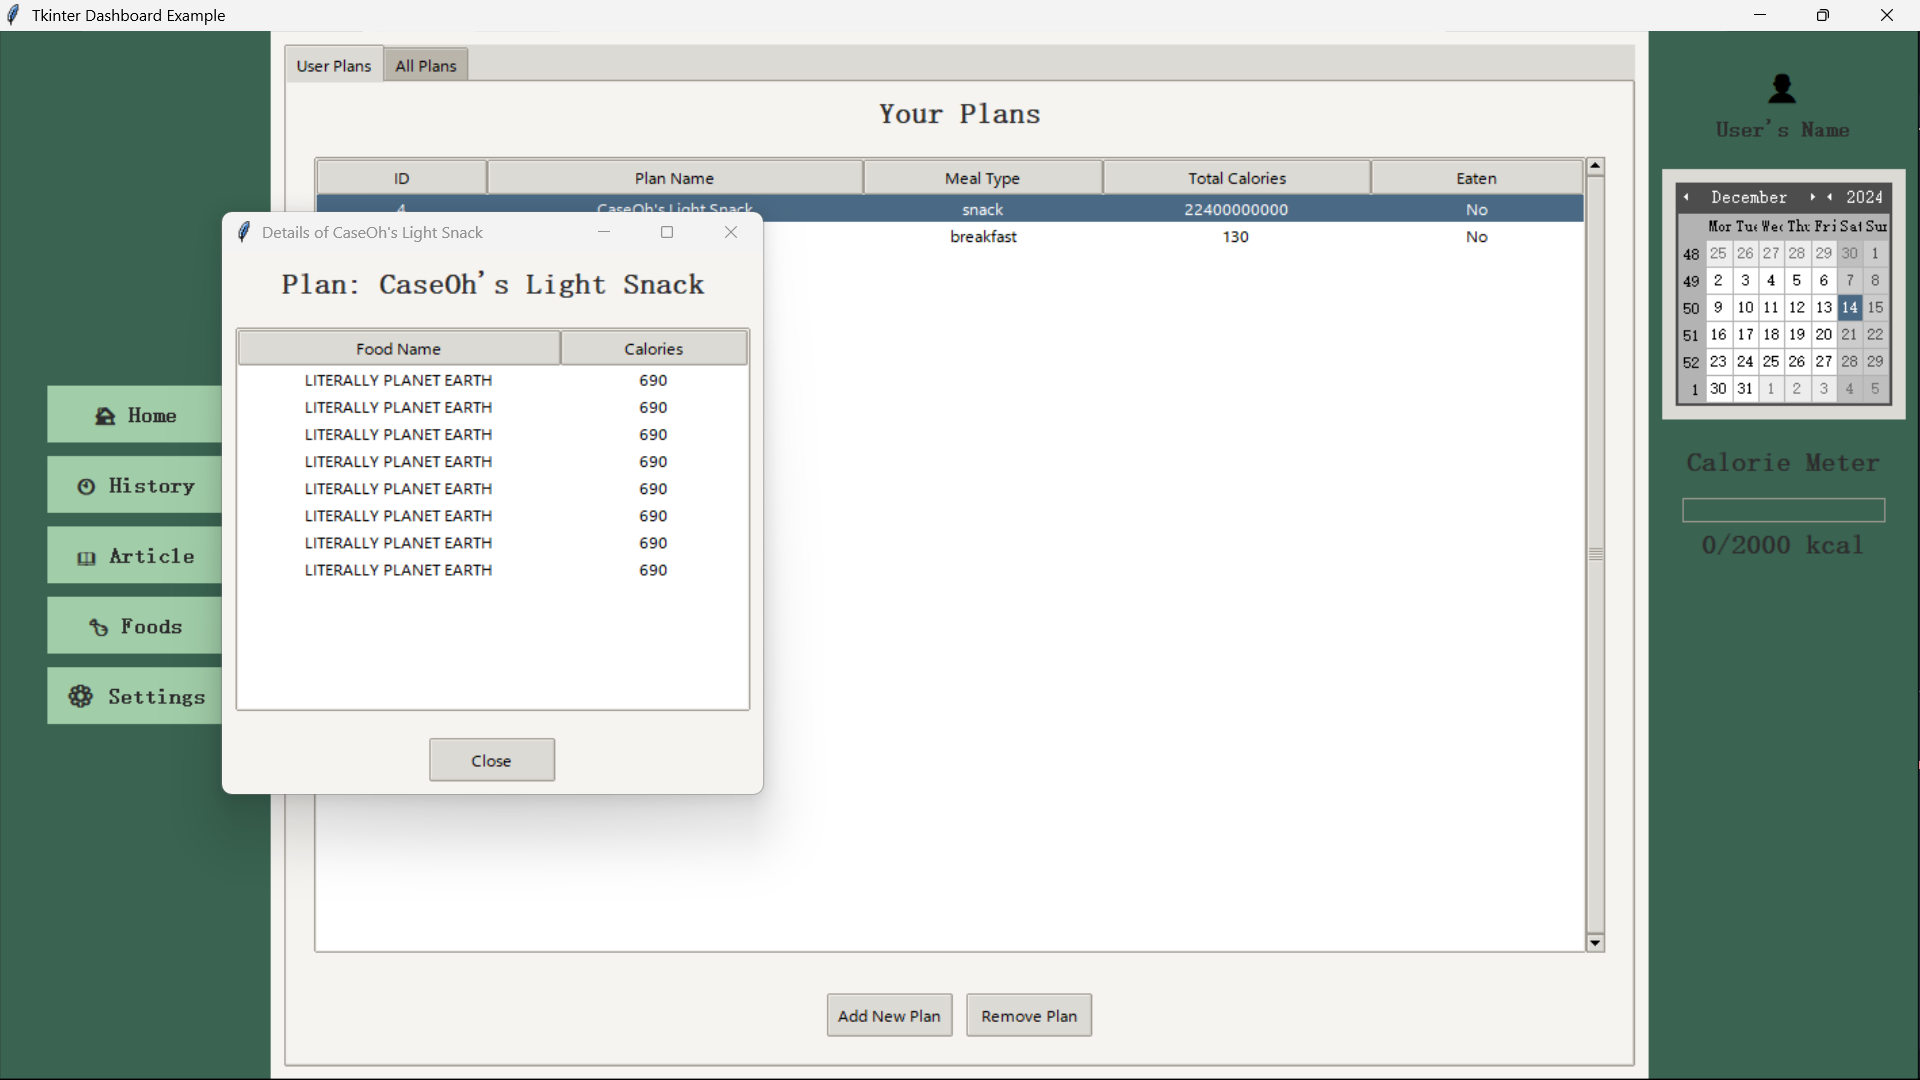 Tkinter Dashboard Example
User Plans
All Plans
Your Plans
ID Plan Name Meal Type Total Calories Eaten
4 CaseOh's Light Snack snack 22400000000 No
breakfast 130 No
Details of CaseOh's Light Snack
Plan: CaseOh's Light Snack
Food Name Calories
LITERALLY PLANET EARTH 690
LITERALLY PLANET EARTH 690
LITERALLY PLANET EARTH 690
LITERALLY PLANET EARTH 690
LITERALLY PLANET EARTH 690
LITERALLY PLANET EARTH 690
LITERALLY PLANET EARTH 690
LITERALLY PLANET EARTH 690
Close
Home
History
Article
Foods
Settings
Add New Plan
Remove Plan
User's Name
December 2024
Mon Tue Wed Thu Fri Sat Sun
48 25 26 27 28 29 30 1
49 2 3 4 5 6 7 8
50 9 10 11 12 13 14 15
51 16 17 18 19 20 21 22
52 23 24 25 26 27 28 29
1 30 31 1 2 3 4 5
Calorie Meter
0/2000 kcal